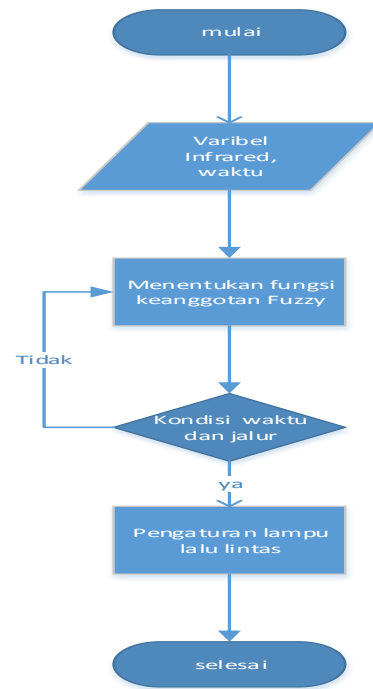 mulai
Varibel
Infrared,
waktu
Menentukan fungsi
keanggotan Fuzzy
Tidak
Kondisi waktu
dan jalur
ya
Pengaturan lampu
lalu lintas
selesai